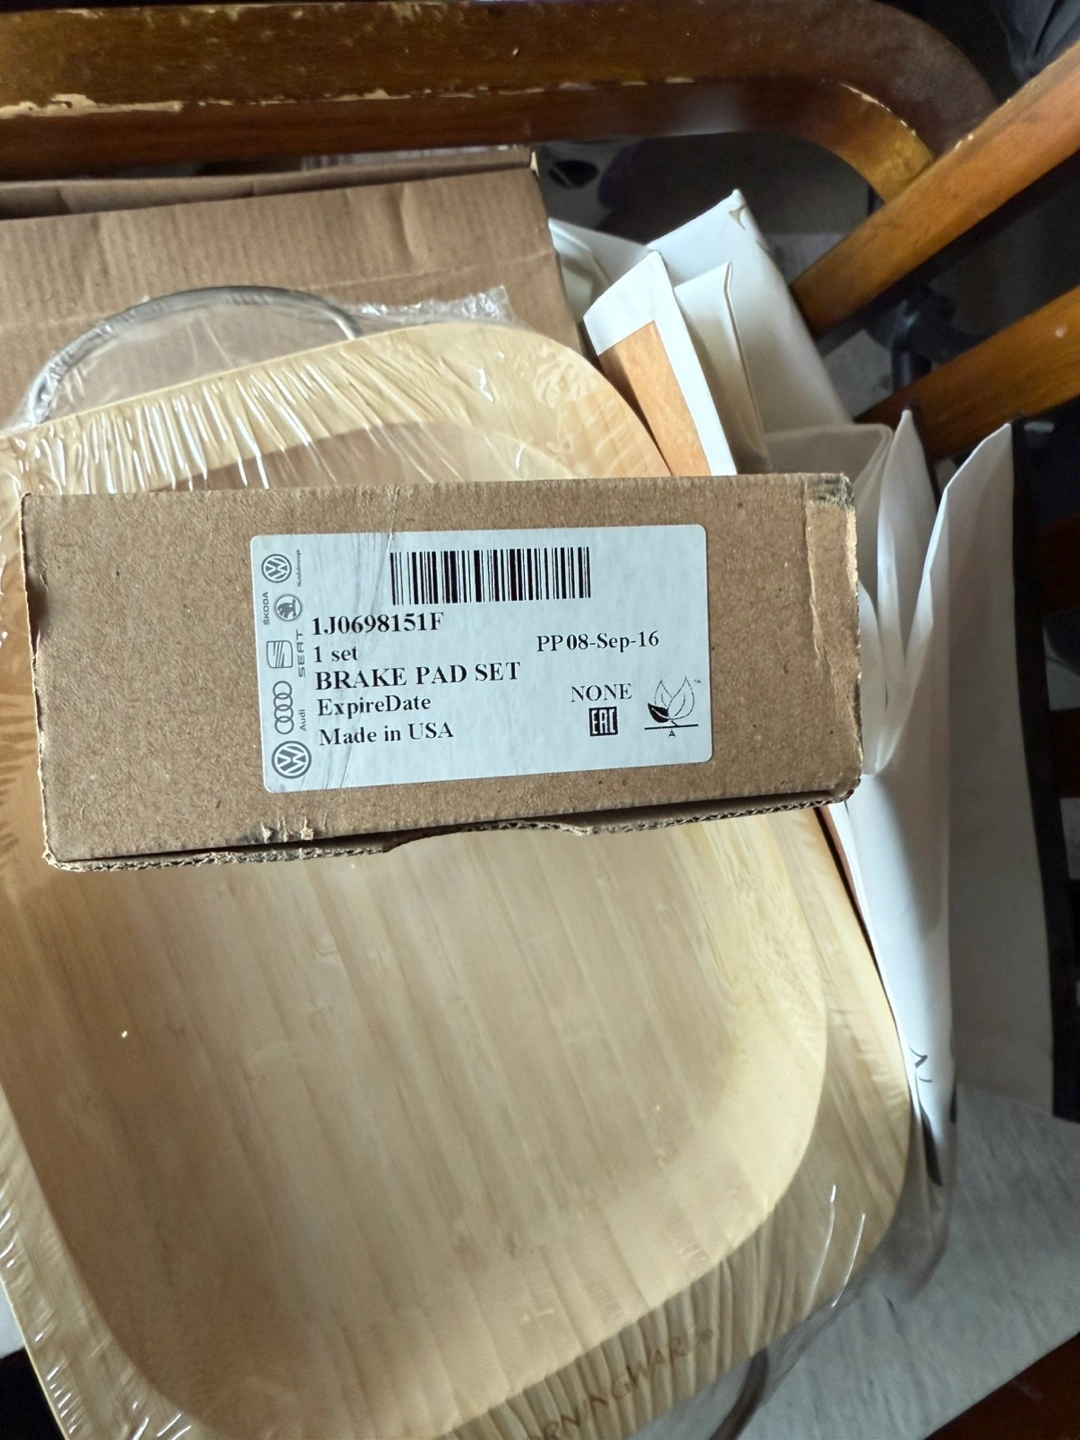 1J0698151F
1 set
PP 08-Sep-16
BRAKE PAD SET
ExpireDate
NONE
Made in USA
EAC
A
TM
ŠKODA
SEAT
Audi